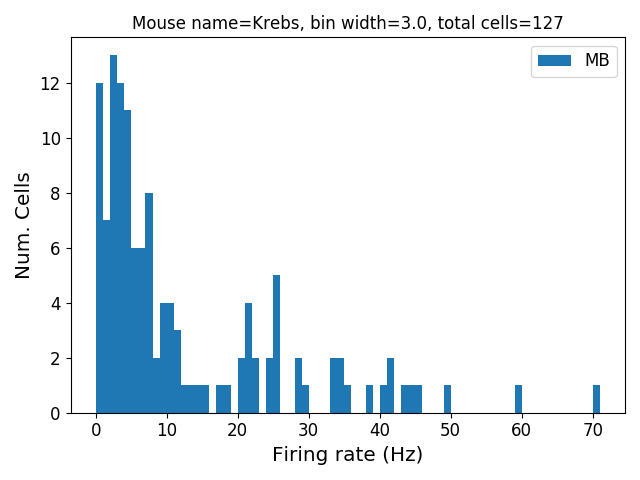 Mouse name=Krebs, bin width=3.0, total cells=127
MB
12
10
8
6
4
2
0
Num. Cells
0 10 20 30 40 50 60 70
Firing rate (Hz)